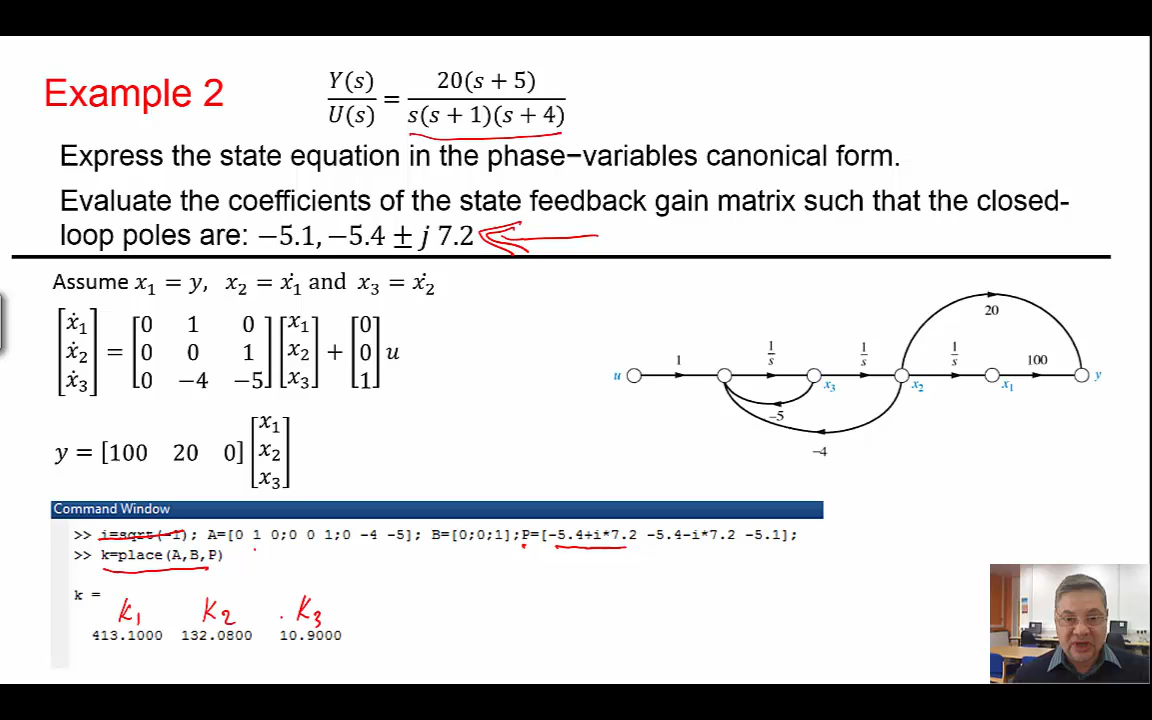 Example 2
Y(s)/U(s) = 20(s + 5)/s(s + 1)(s + 4)
Express the state equation in the phase−variables canonical form.
Evaluate the coefficients of the state feedback gain matrix such that the closed-
loop poles are: −5.1, −5.4 ± j 7.2
Assume x₁ = y, x₂ = ẋ₁ and x₃ = ẋ₂
[ẋ₁ ẋ₂ ẋ₃] = [0 1 0; 0 0 1; 0 −4 −5] [x₁ x₂ x₃] + [0 0 1] u
y = [100 20 0] [x₁ x₂ x₃]
u 1 1/s x₃ 1/s x₂ 1/s x₁ 100 y
20
−5
−4
Command Window
>> i=sqrt(-1); A=[0 1 0;0 0 1;0 -4 -5]; B=[0;0;1];P=[-5.4+i*7.2 -5.4-i*7.2 -5.1];
>> k=place(A,B,P)
k =
K₁ K₂ K₃
413.1000 132.0800 10.9000